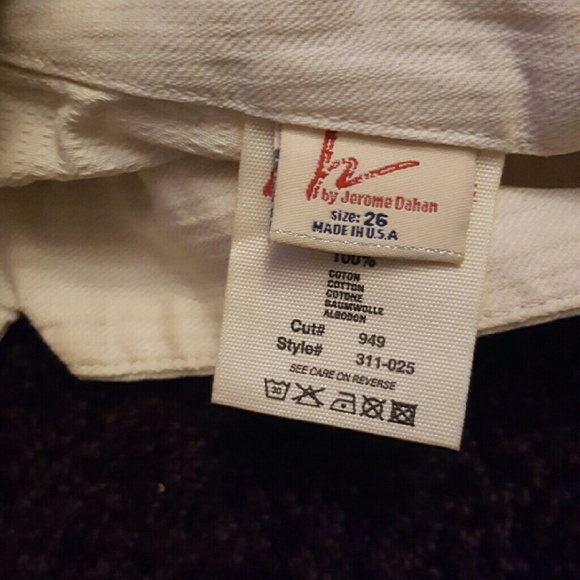 by Jerome Dahan
Size: 26
MADE IN U.S.A
100%
COTON
COTTON
COTONE
BAUMWOLLE
ALGODON
Cut# 949
Style# 311-025
SEE CARE ON REVERSE
30